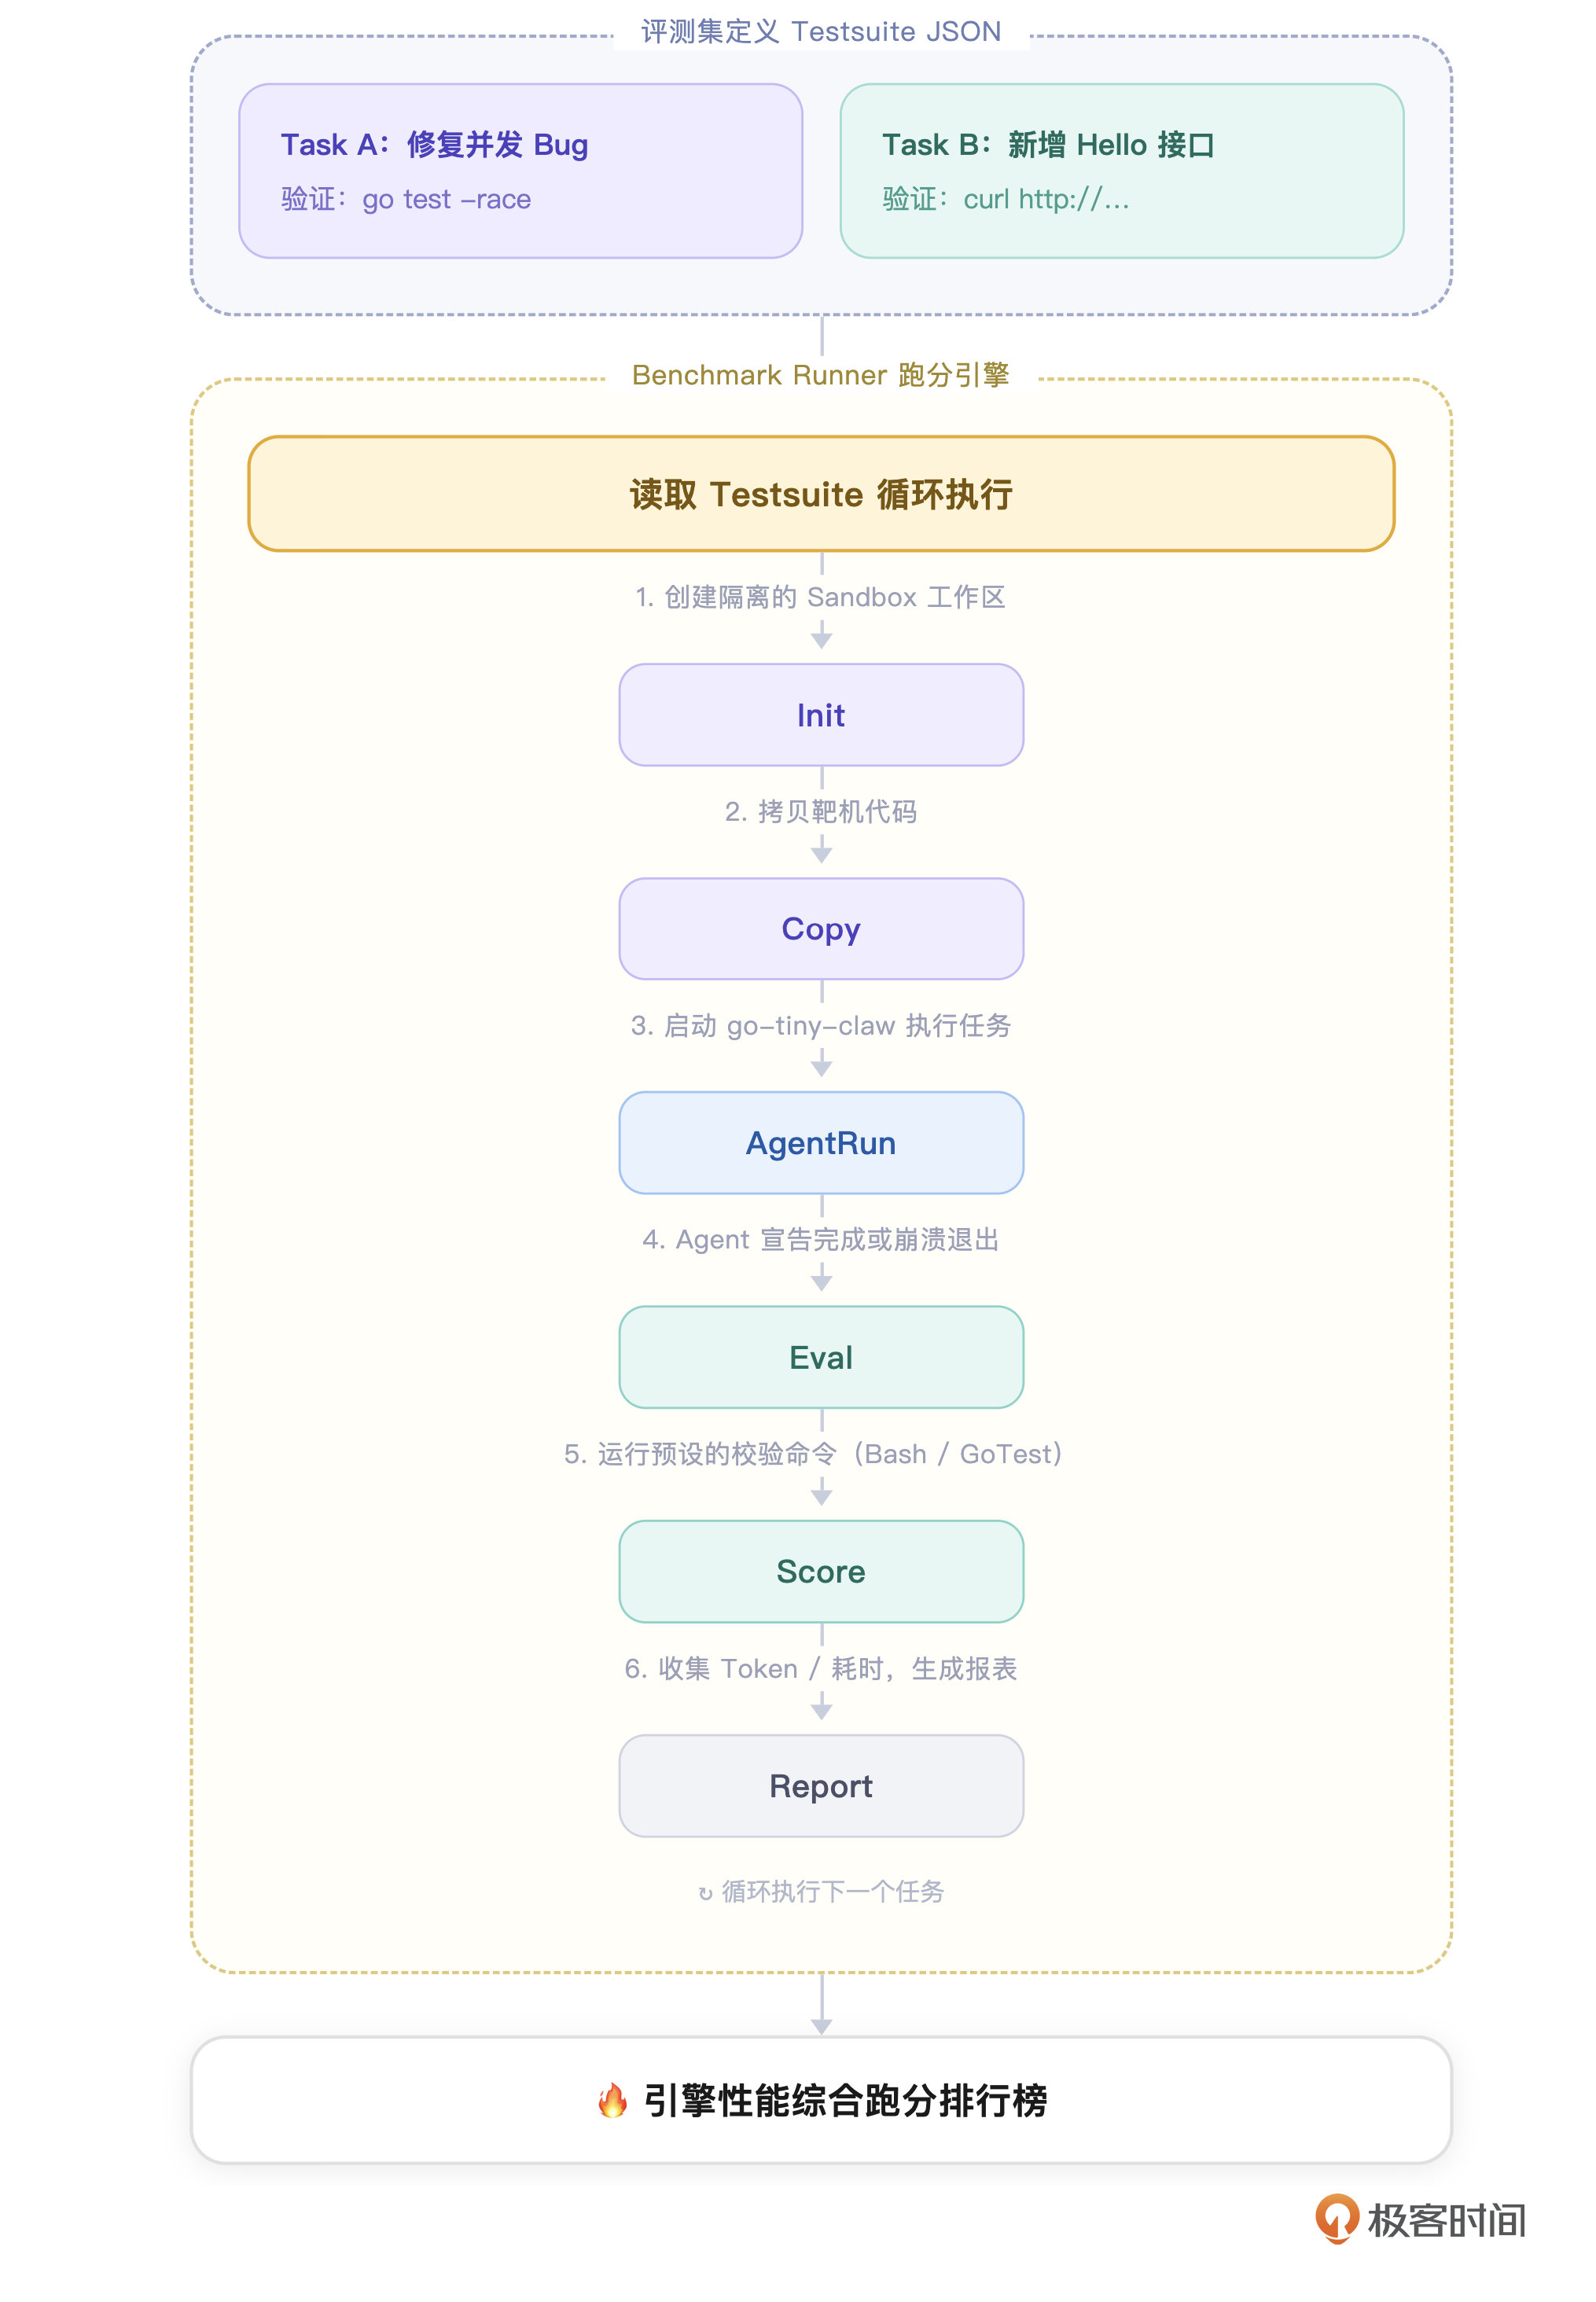 评测集定义 Testsuite JSON
Task A：修复并发 Bug
验证：go test –race
Task B：新增 Hello 接口
验证：curl http://...
Benchmark Runner 跑分引擎
读取 Testsuite 循环执行
1. 创建隔离的 Sandbox 工作区
Init
2. 拷贝靶机代码
Copy
3. 启动 go–tiny–claw 执行任务
AgentRun
4. Agent 宣告完成或崩溃退出
Eval
5. 运行预设的校验命令（Bash / GoTest）
Score
6. 收集 Token / 耗时，生成报表
Report
↻ 循环执行下一个任务
🔥 引擎性能综合跑分排行榜
极客时间